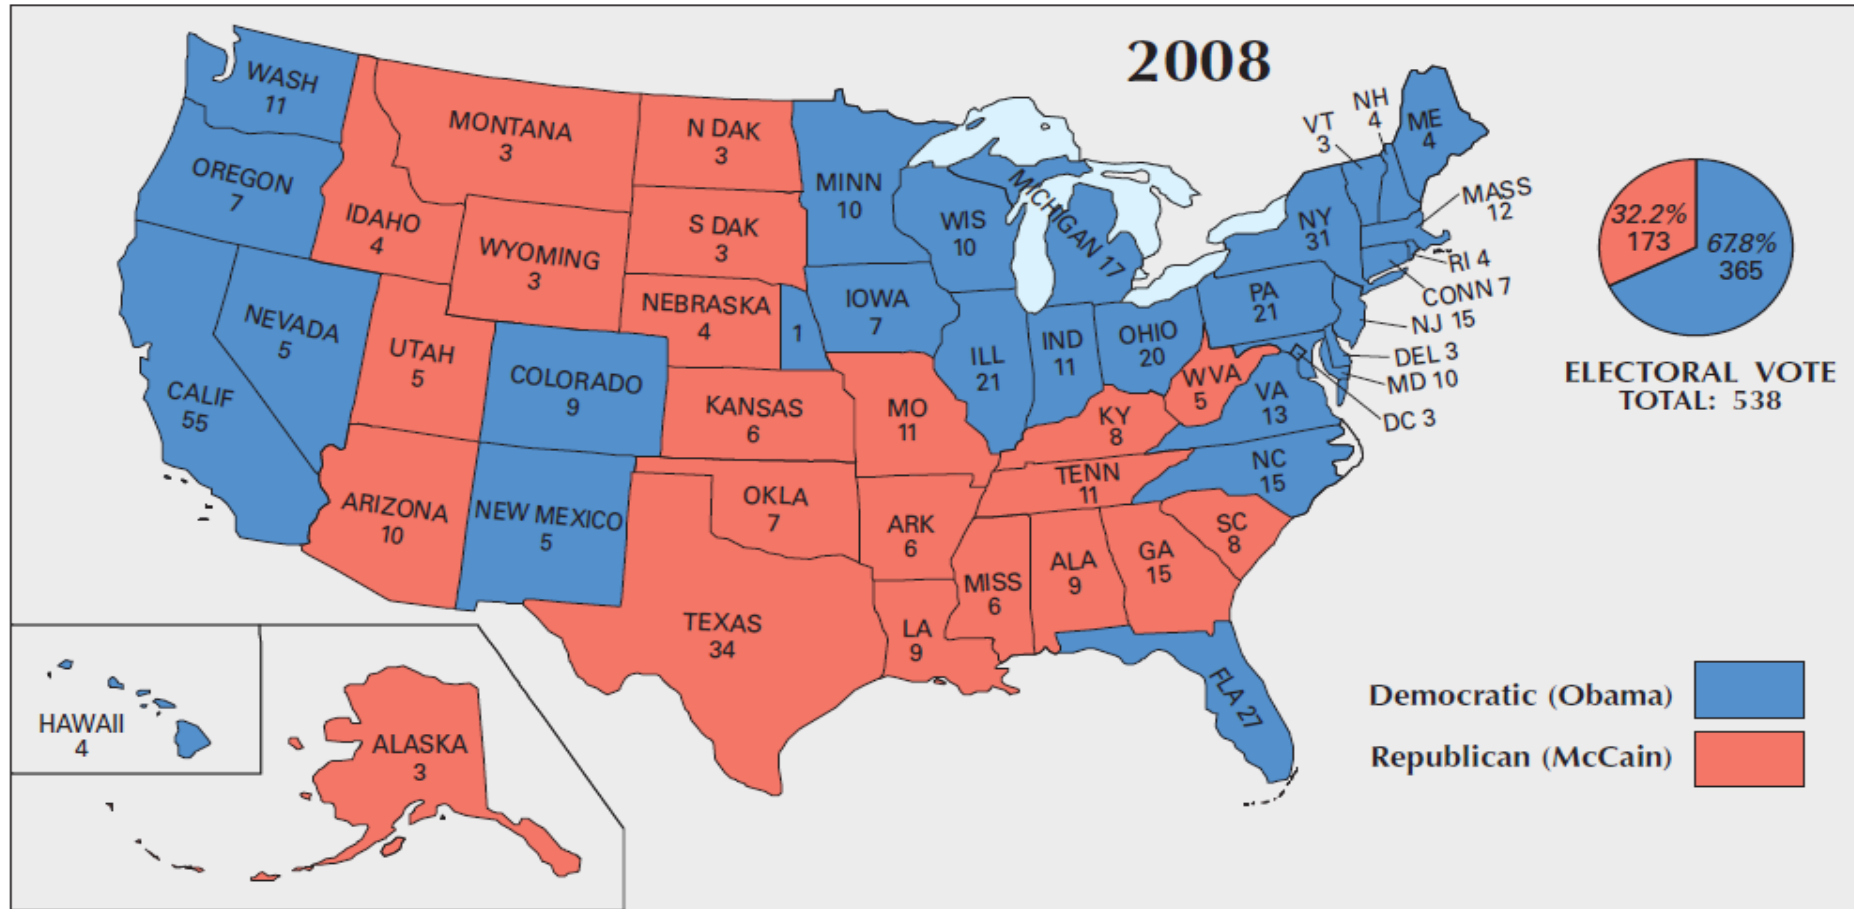 2008
WASH
11
OREGON
7
CALIF
55
NEVADA
5
IDAHO
4
MONTANA
3
WYOMING
3
UTAH
5
ARIZONA
10
COLORADO
9
NEW MEXICO
5
N DAK
3
S DAK
3
NEBRASKA
4
1
KANSAS
6
OKLA
7
TEXAS
34
MINN
10
IOWA
7
MO
11
ARK
6
LA
9
WIS
10
ILL
21
MICHIGAN 17
IND
11
OHIO
20
KY
8
TENN
11
MISS
6
ALA
9
GA
15
FLA 27
SC
8
NC
15
VA
13
W VA
5
PA
21
NY
31
VT
3
NH
4
ME
4
MASS
12
RI 4
CONN 7
NJ 15
DEL 3
MD 10
DC 3
HAWAII
4
ALASKA
3
32.2%
173
67.8%
365
ELECTORAL VOTE
TOTAL: 538
Democratic (Obama)
Republican (McCain)